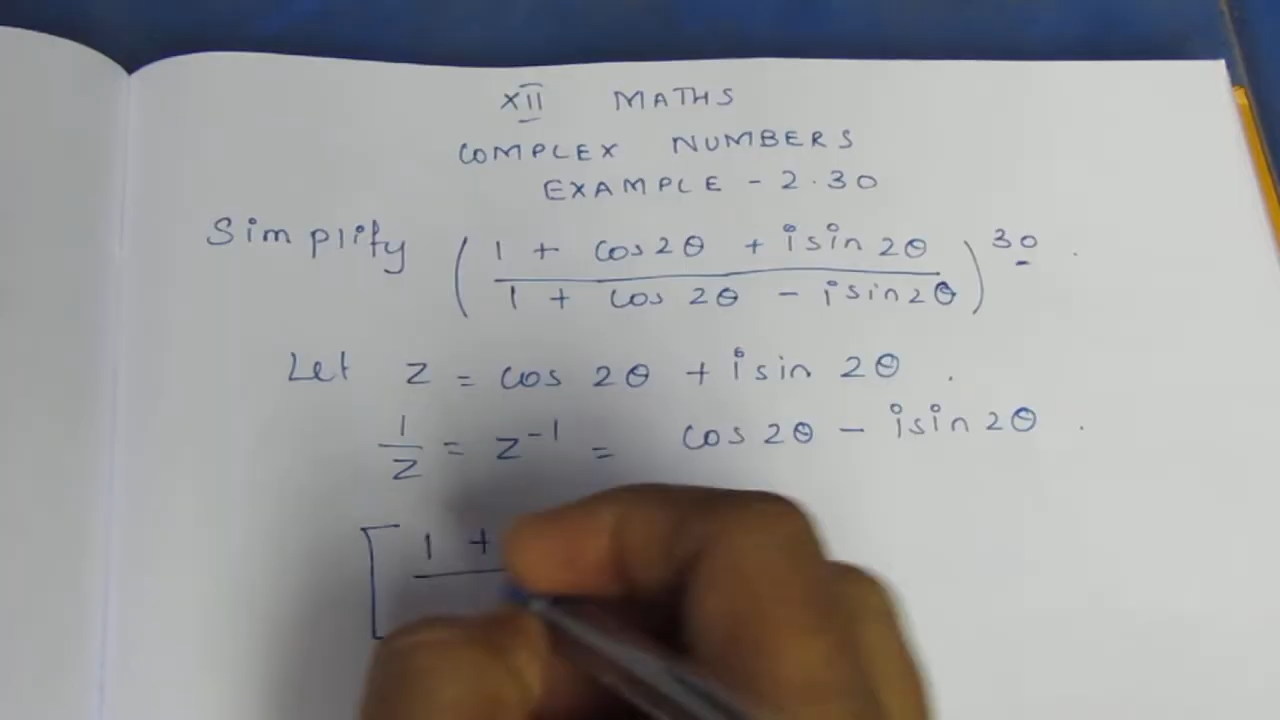 XII MATHS
COMPLEX NUMBERS
EXAMPLE - 2.30
Simplify ( 1 + cos 2θ + i sin 2θ / 1 + cos 2θ - i sin 2θ ) 30 .
Let z = cos 2θ + i sin 2θ .
1/z = z⁻¹ = cos 2θ - i sin 2θ .
[ 1 +